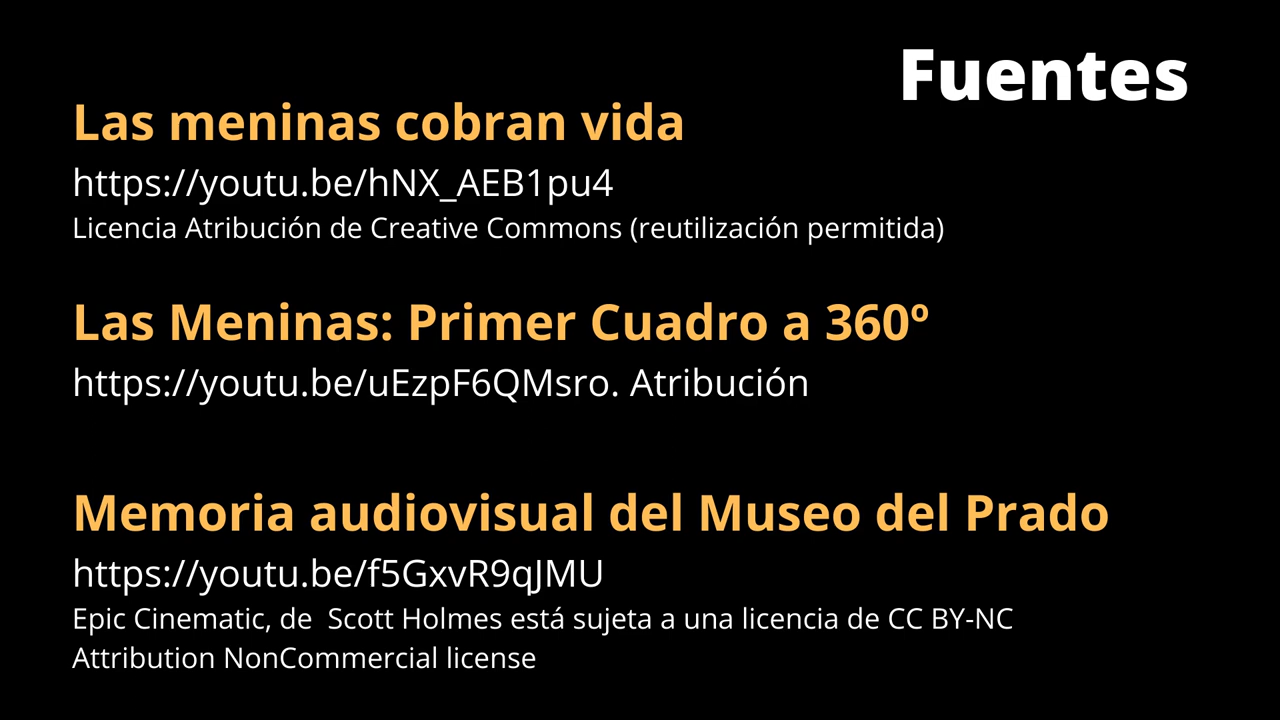 Fuentes
Las meninas cobran vida
https://youtu.be/hNX_AEB1pu4
Licencia Atribución de Creative Commons (reutilización permitida)
Las Meninas: Primer Cuadro a 360º
https://youtu.be/uEzpF6QMsro. Atribución
Memoria audiovisual del Museo del Prado
https://youtu.be/f5GxvR9qJMU
Epic Cinematic, de  Scott Holmes está sujeta a una licencia de CC BY-NC
Attribution NonCommercial license